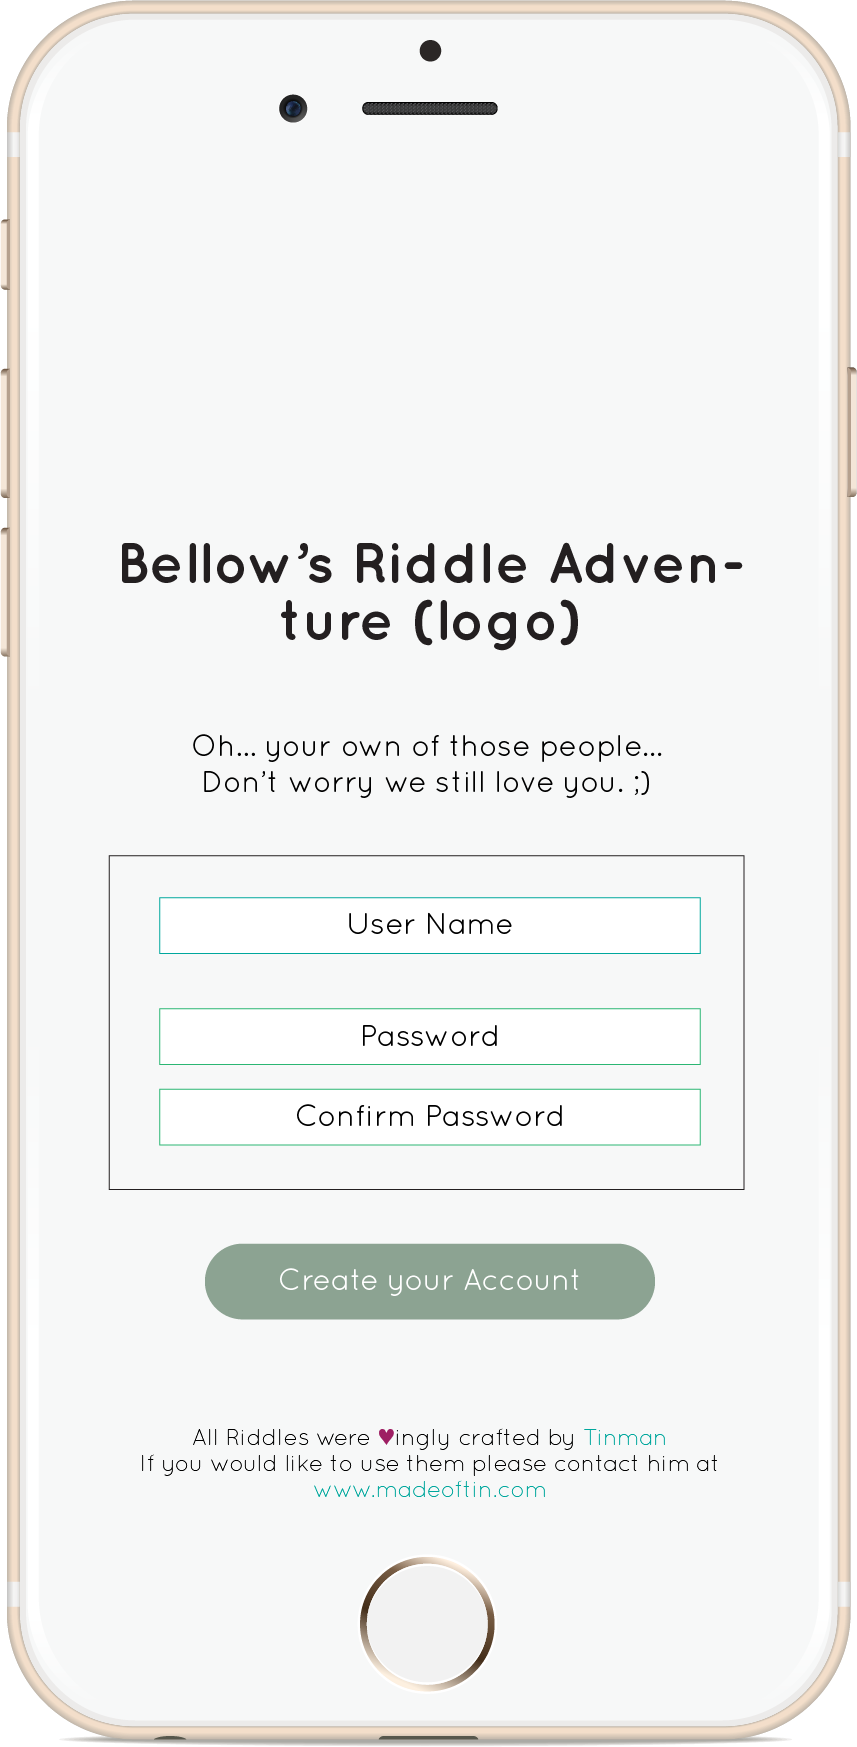 Bellow’s Riddle Adven-
ture (logo)
Oh... your own of those people...
Don’t worry we still love you. ;)
User Name
Password
Confirm Password
Create your Account
All Riddles were ♥ingly crafted by Tinman
If you would like to use them please contact him at
www.madeoftin.com